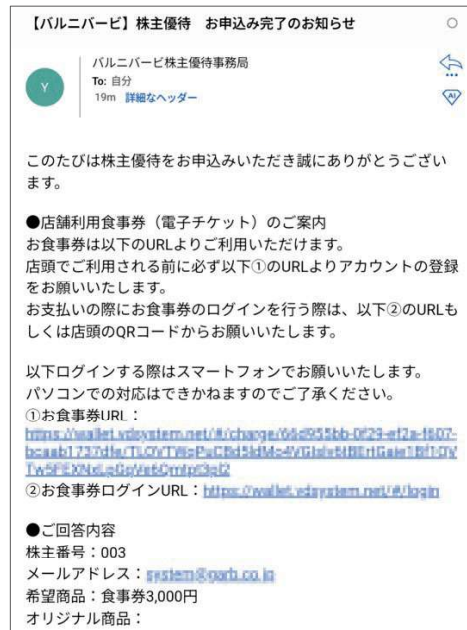 【バルニバービ】株主優待　お申込み完了のお知らせ
バルニバービ株主優待事務局
Y
To: 自分
19m 詳細なヘッダー
AI
このたびは株主優待をお申込みいただき誠にありがとうござい
ます。
●店舗利用食事券（電子チケット）のご案内
お食事券は以下のURLよりご利用いただけます。
店頭でご利用される前に必ず以下①のURLよりアカウントの登録
をお願いいたします。
お支払いの際にお食事券のログインを行う際は、以下②のURLも
しくは店頭のQRコードからお願いいたします。
以下ログインする際はスマートフォンでお願いいたします。
パソコンでの対応はできかねますのでご了承ください。
①お食事券URL：
②お食事券ログインURL：https://wallet.vdsystem.net/#/login
●ご回答内容
株主番号：003
メールアドレス：system@garb.co.jp
希望商品：食事券3,000円
オリジナル商品：